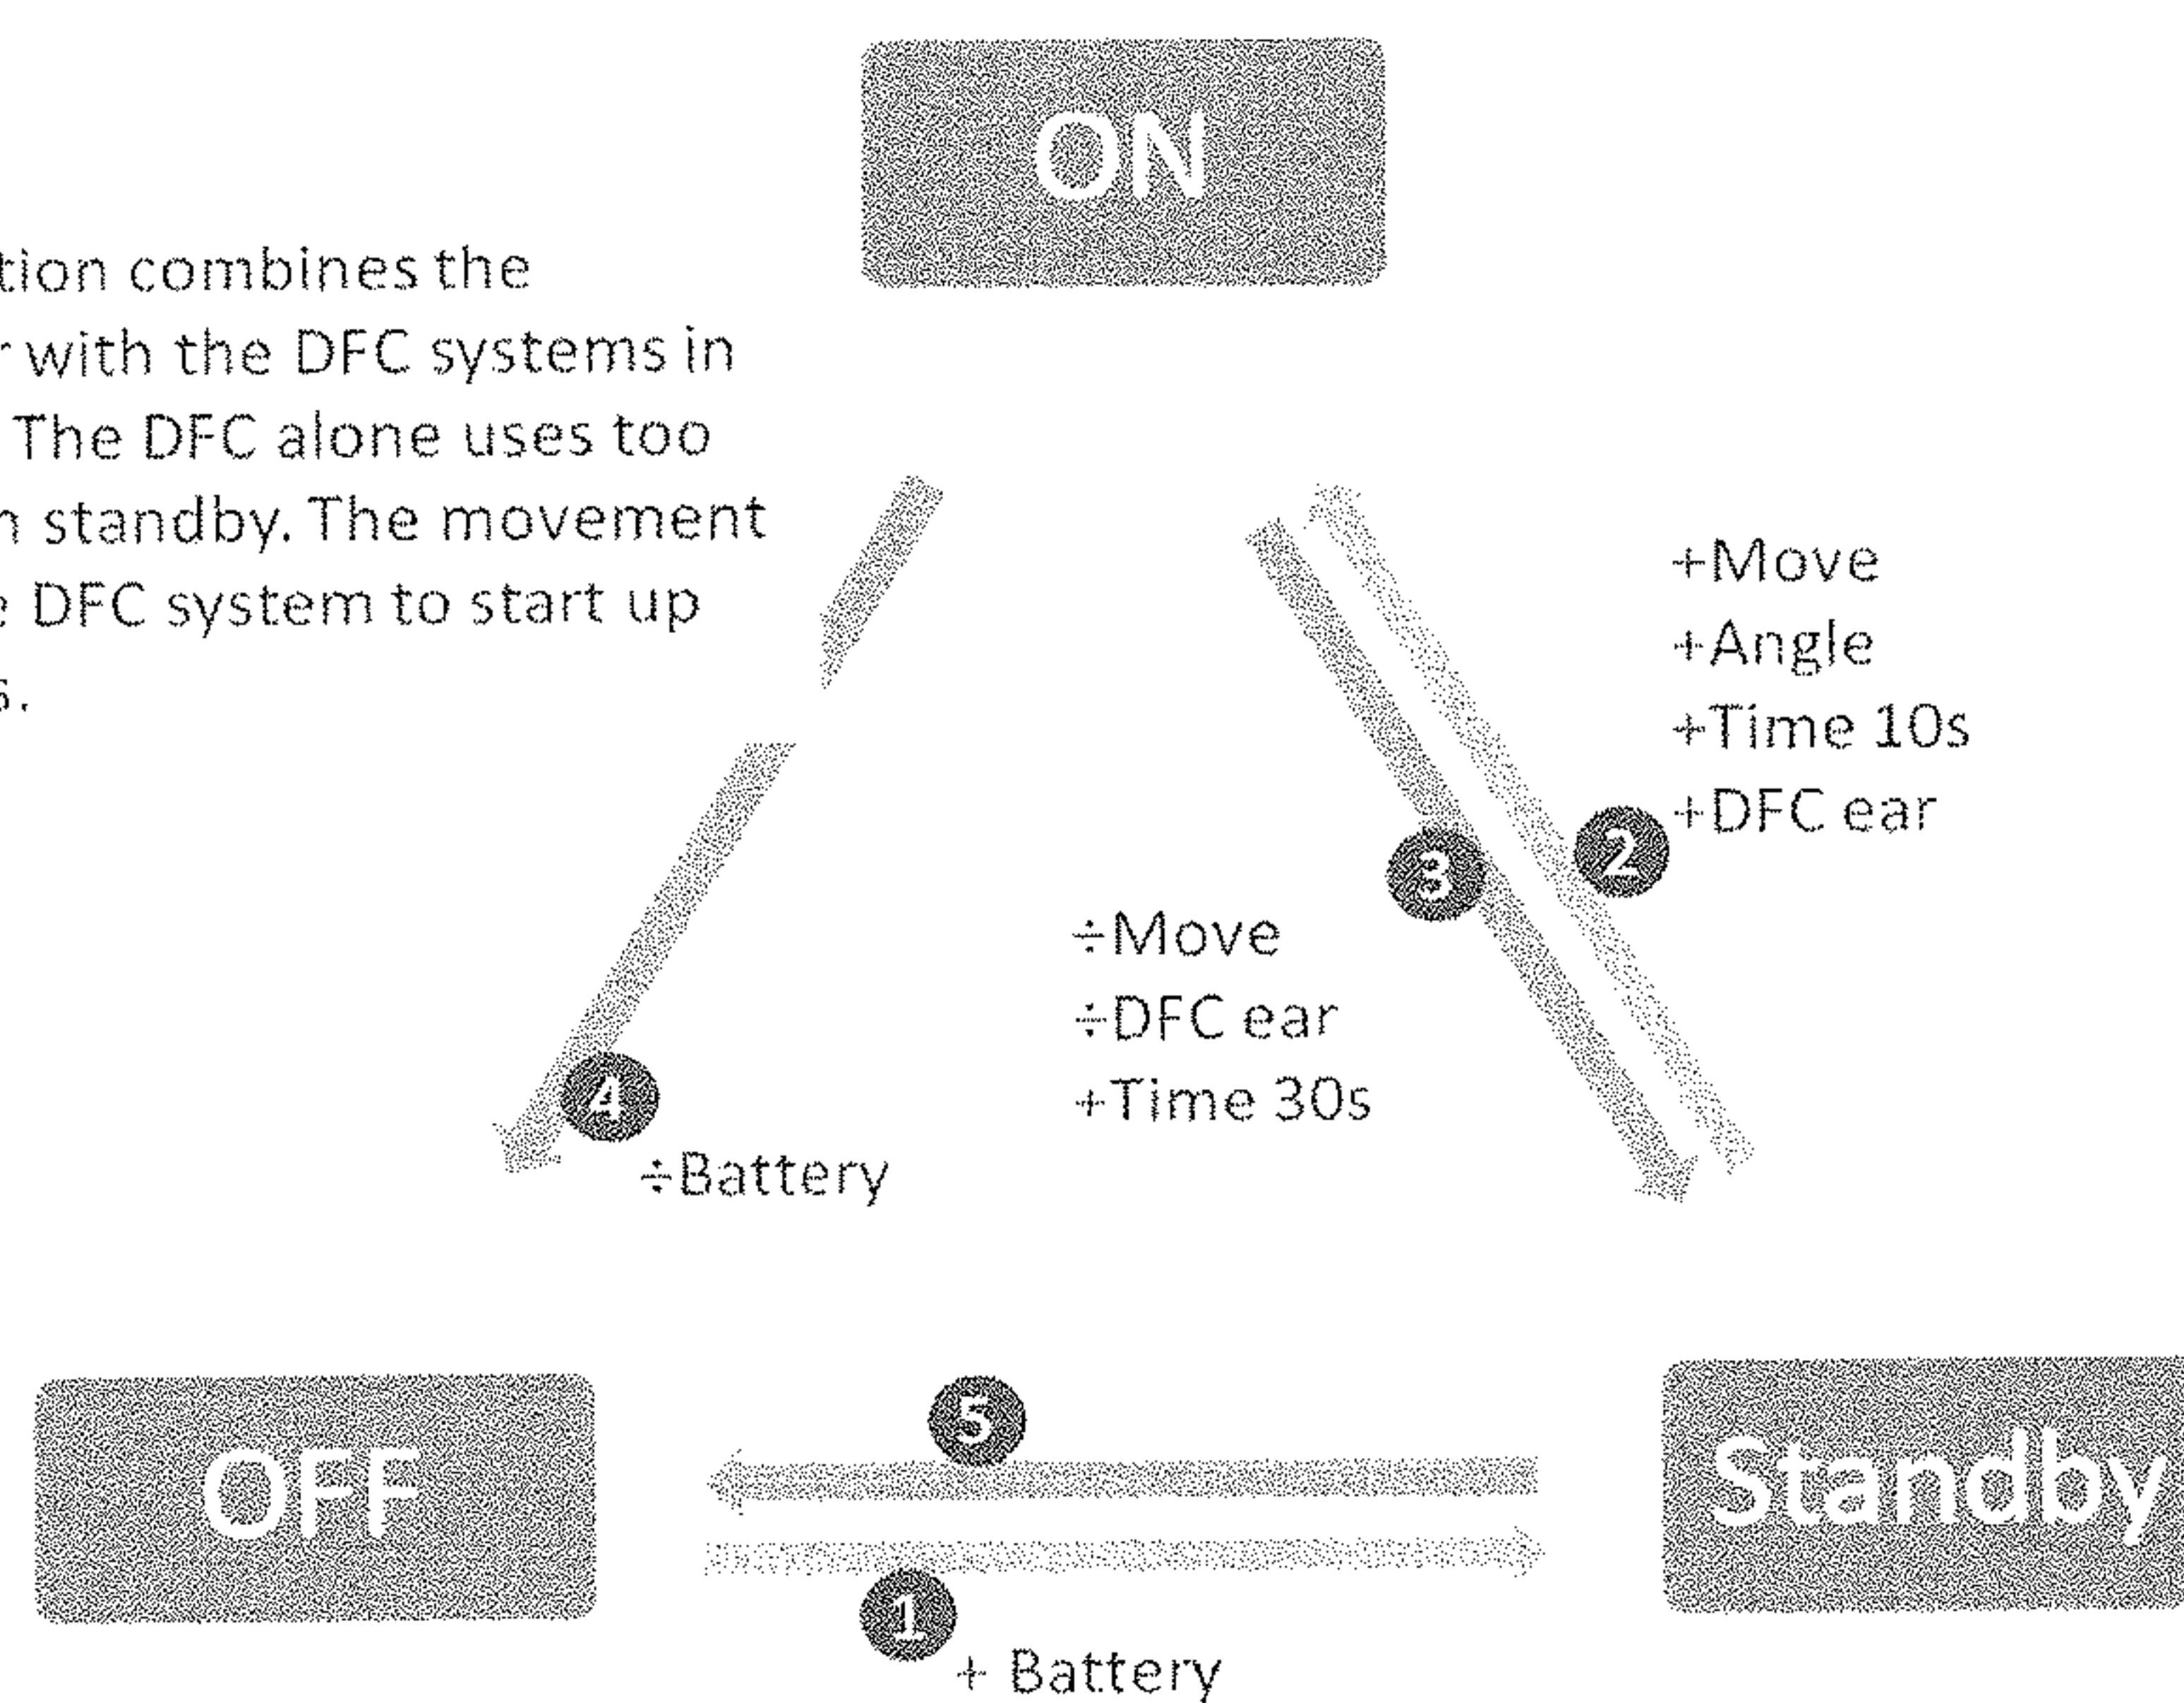 ON
tion combines the
with the DFC systems in
The DFC alone uses too
standby. The movement
DFC system to start up
+Move
+Angle
+Time 10s
+DFC ear
2
3
÷Move
÷DFC ear
+Time 30s
4
÷Battery
5
OFF
Standby
1
+ Battery